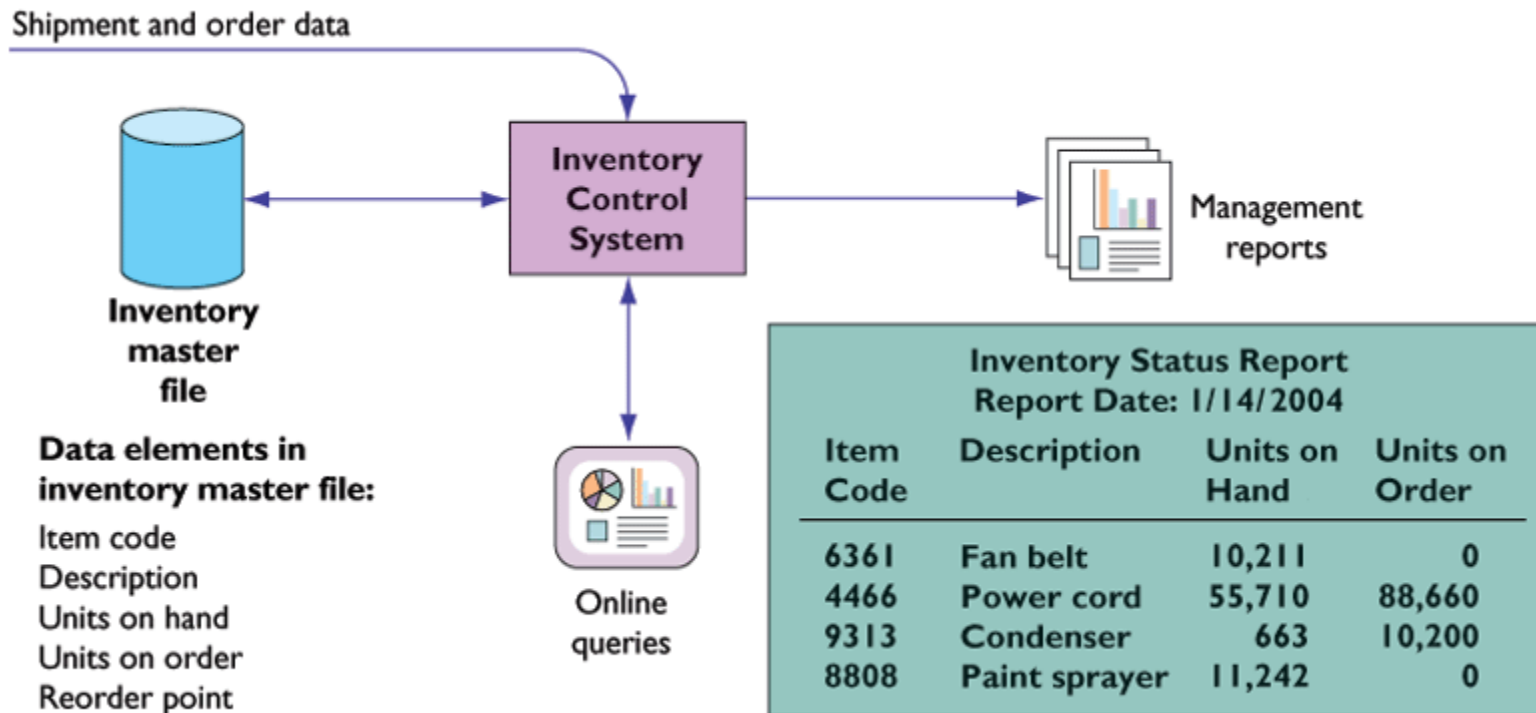 Shipment and order data
Inventory
Control
System
Management
reports
Inventory
master
file
Data elements in
inventory master file:
Item code
Description
Units on hand
Units on order
Reorder point
Online
queries
Inventory Status Report
Report Date: 1/14/2004
Item Description Units on Units on
Code Hand Order
6361 Fan belt 10,211 0
4466 Power cord 55,710 88,660
9313 Condenser 663 10,200
8808 Paint sprayer 11,242 0